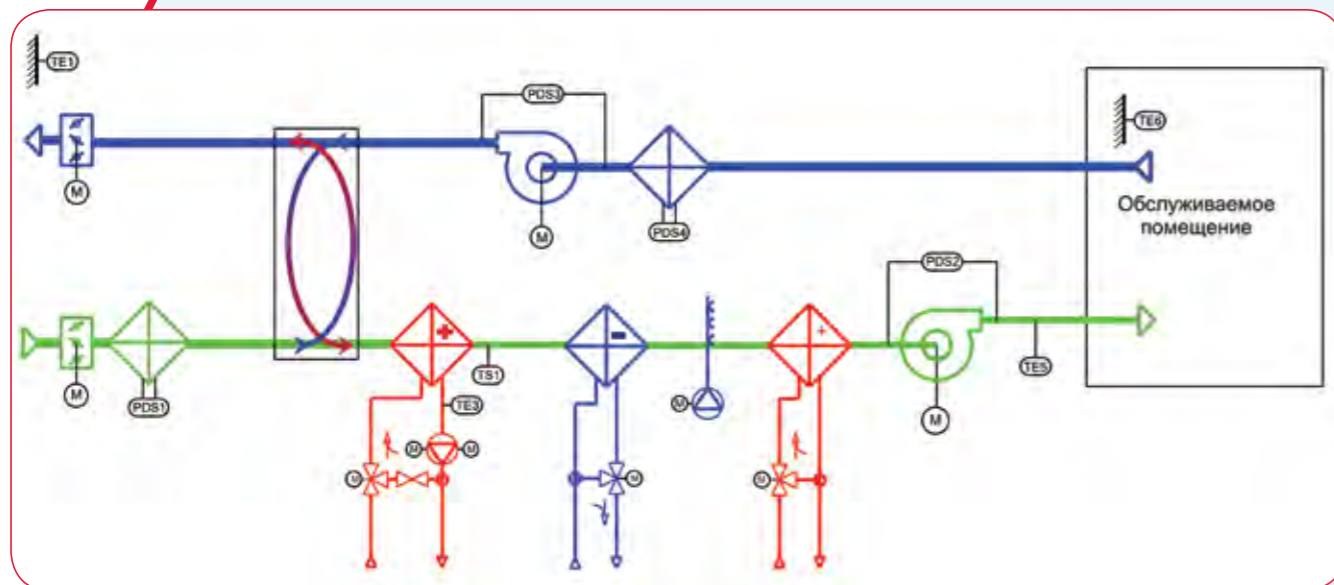 TE1
PDS3
TE6
M
M
PDS4
Обслуживаемое
помещение
PDS2
M
PDS1
TS1
TE5
TE3
M
M
M
M
M
M
M